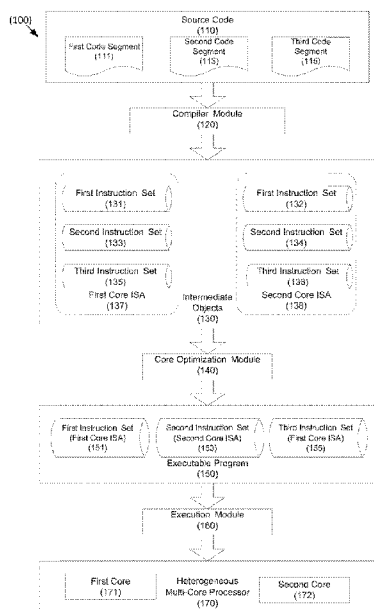 (100)
Source Code
(110)
First Code Segment
(111)
Second Code
Segment
(113)
Third Code
Segment
(115)
Compiler Module
(120)
First Instruction Set
(131)
First Instruction Set
(132)
Second Instruction Set
(133)
Second Instruction Set
(134)
Third Instruction Set
(135)
First Core ISA
(137)
Third Instruction Set
(136)
Second Core ISA
(138)
Intermediate
Objects
(130)
Core Optimization Module
(140)
First Instruction Set
(First Core ISA)
(151)
Second Instruction Set
(Second Core ISA)
(153)
Third Instruction Set
(First Core ISA)
(155)
Executable Program
(150)
Execution Module
(160)
First Core
(171)
Heterogeneous
Multi-Core Processor
(170)
Second Core
(172)